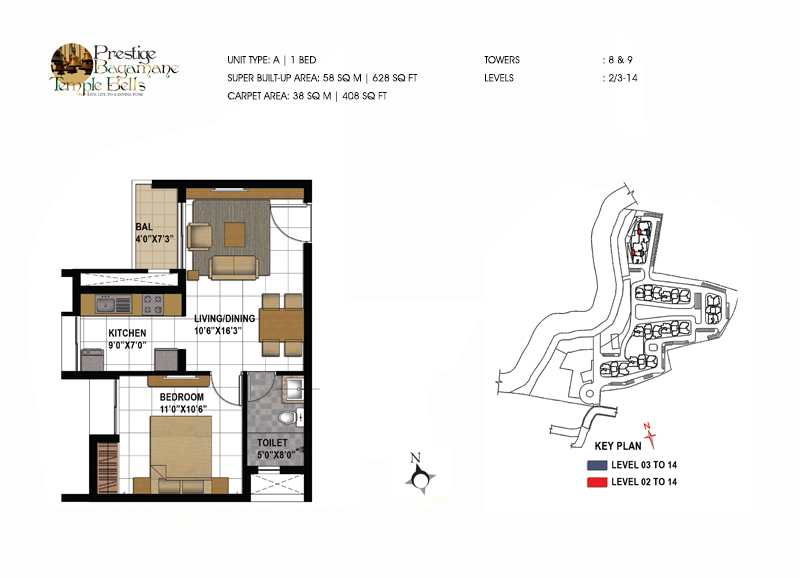 Prestige
Bagamane
Temple Bells
LIVE LIFE TO A DIVINE TUNE
UNIT TYPE: A | 1 BED
SUPER BUILT-UP AREA: 58 SQ M | 628 SQ FT
CARPET AREA: 38 SQ M | 408 SQ FT
TOWERS : 8 & 9
LEVELS : 2/3-14
BAL
4'0"X7'3"
LIVING/DINING
10'6"X16'3"
KITCHEN
9'0"X7'0"
BEDROOM
11'0"X10'6"
TOILET
5'0"X8'0"
N
N
KEY PLAN
LEVEL 03 TO 14
LEVEL 02 TO 14